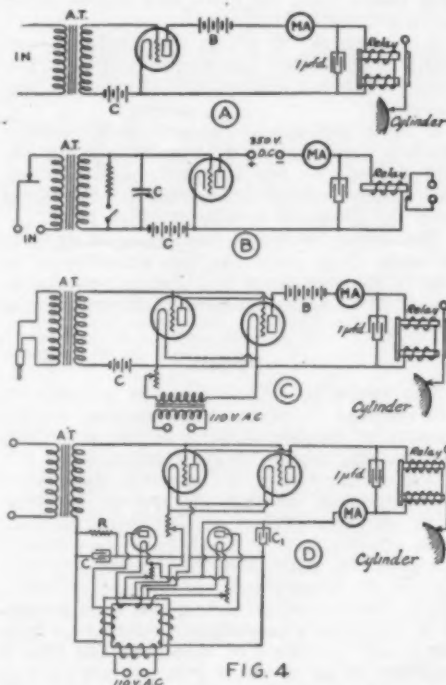 A.T.
IN
B
MA
1 μfd.
Relay
C
Cylinder
A
A.T.
350 V.
D.C.
MA
Relay
C
IN
C
B
A.T.
B
MA
Relay
1 μfd.
C
110 V. A.C.
C
Cylinder
A.T.
Relay
1 μfd.
R
C
C1
MA
D
Cylinder
110 V. A.C.
FIG. 4